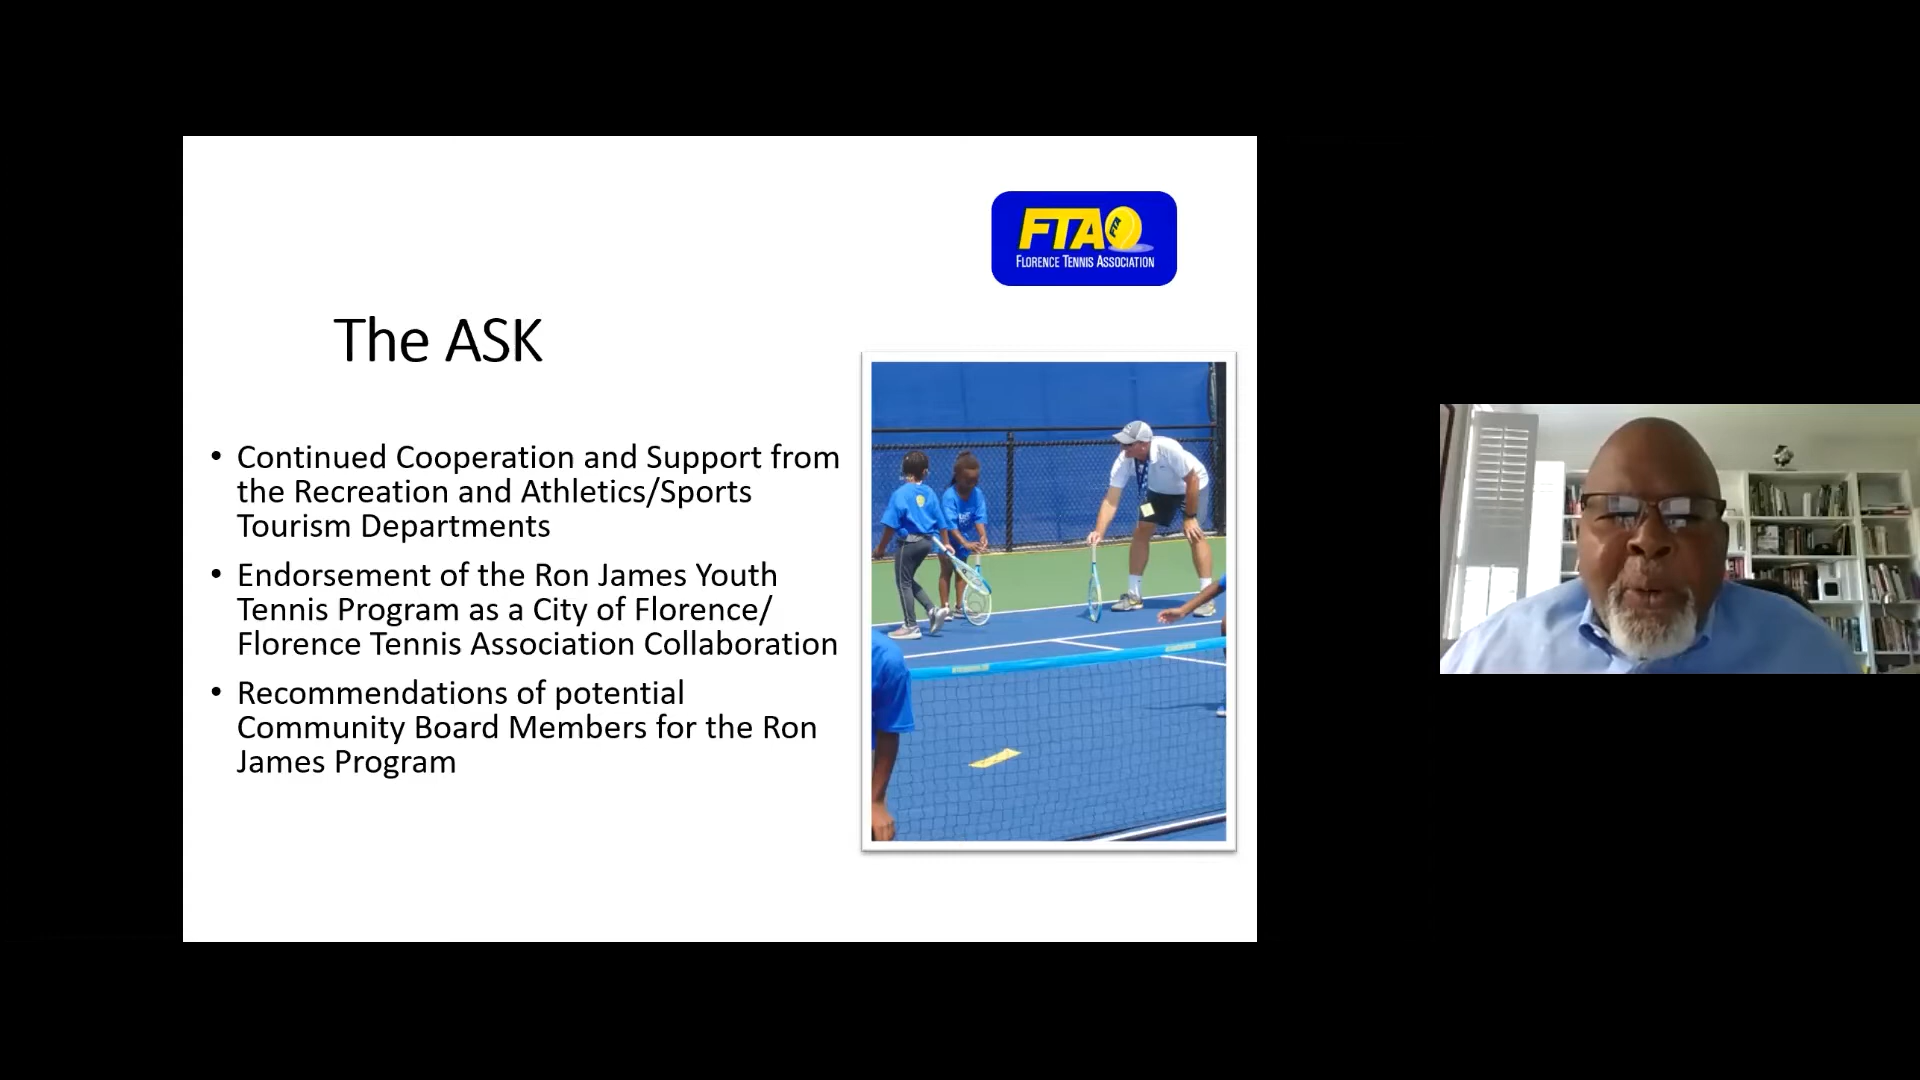 FTA
FTA
FLORENCE TENNIS ASSOCIATION
The ASK
• Continued Cooperation and Support from
the Recreation and Athletics/Sports
Tourism Departments
• Endorsement of the Ron James Youth
Tennis Program as a City of Florence/
Florence Tennis Association Collaboration
• Recommendations of potential
Community Board Members for the Ron
James Program